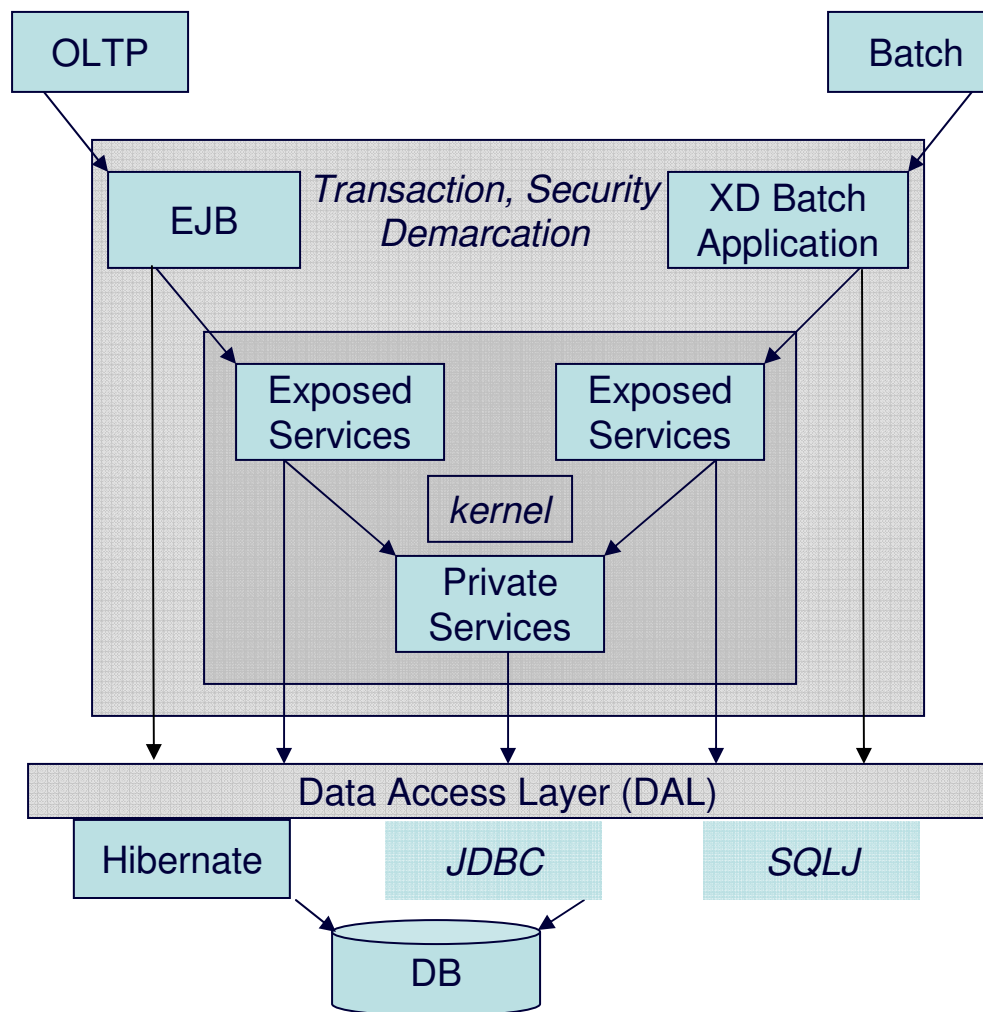 OLTP
Batch
EJB
Transaction, Security
Demarcation
XD Batch
Application
Exposed
Services
Exposed
Services
kernel
Private
Services
Data Access Layer (DAL)
Hibernate
JDBC
SQLJ
DB